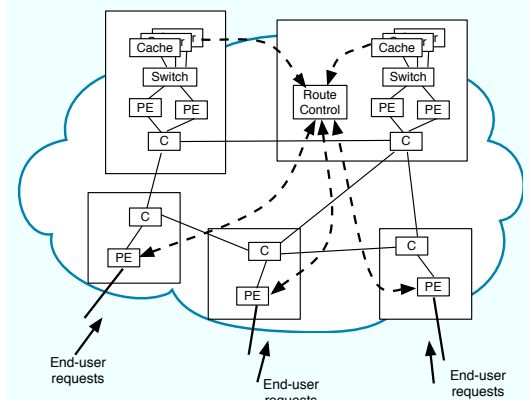 Cache
Switch
PE
PE
C
Route
Control
Cache
Switch
PE
PE
C
C
PE
C
PE
C
PE
End-user
requests
End-user
requests
End-user
requests